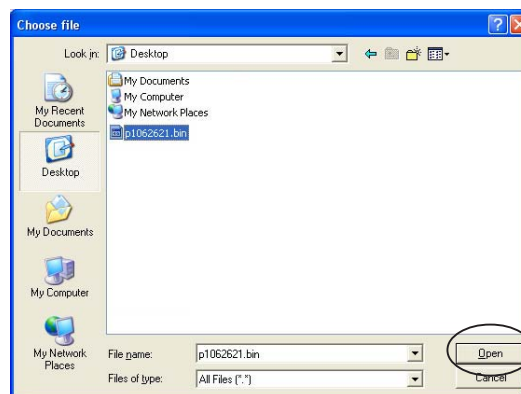 Choose file
Look in: Desktop
My Recent
Documents
Desktop
My Documents
My Computer
My Network
Places
My Documents
My Computer
My Network Places
p1062621.bin
File name: p1062621.bin Open
Files of type: All Files (*.*) Cancel